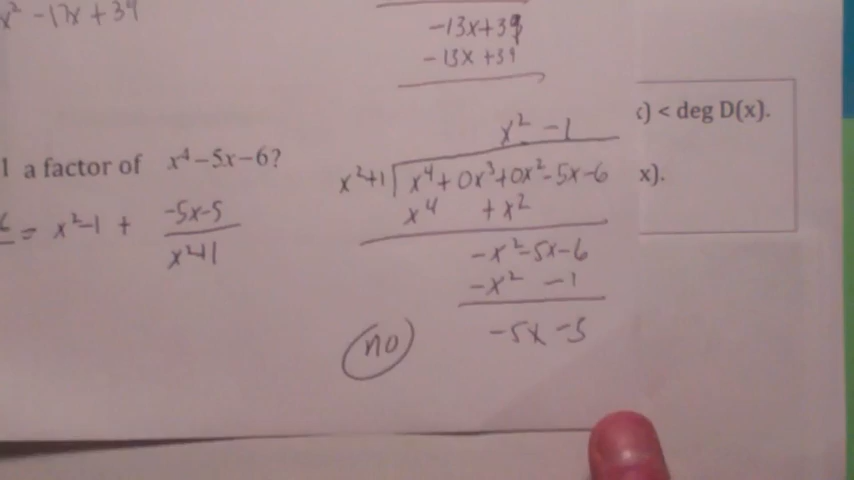 x² -17x + 39
-13x+39
-13x +39
) < deg D(x).
x² -1
1 a factor of x⁴-5x-6?
x²+1 x⁴+0x³+0x²-5x-6
x).
x⁴ +x²
= x²-1 + -5x-5
x²+1
-x²-5x-6
-x² -1
-5x -5
no